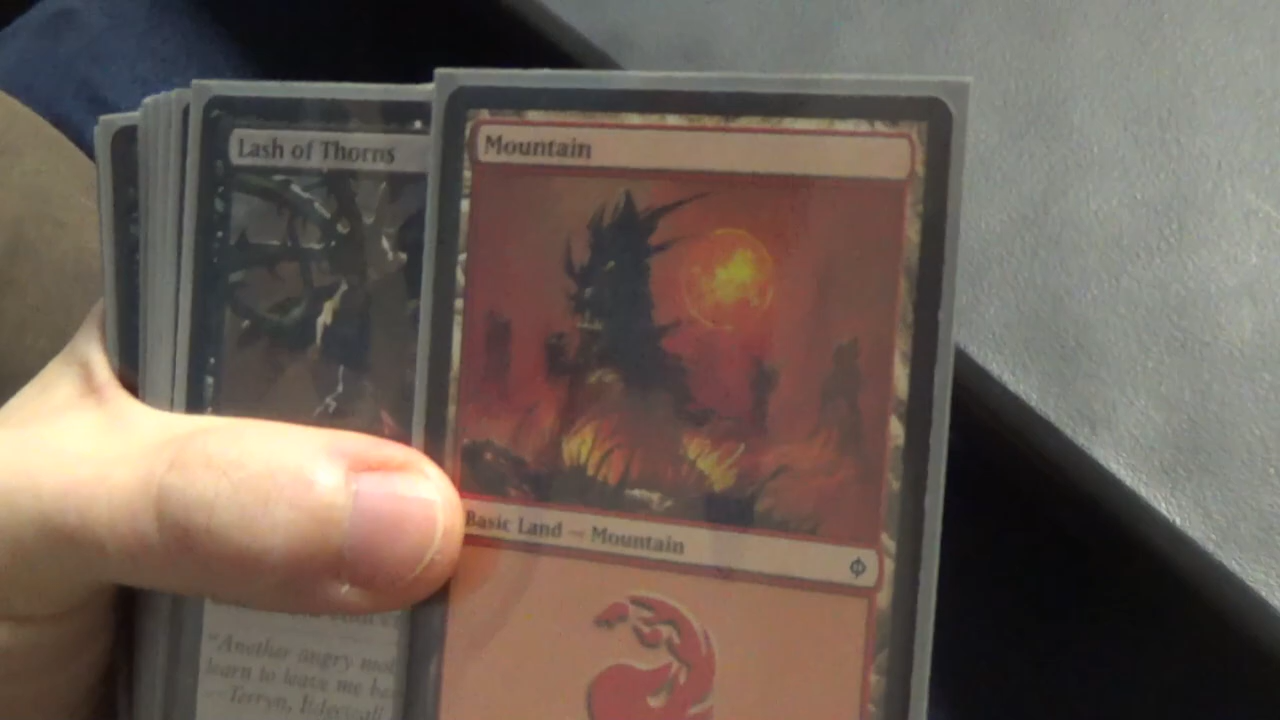 Lash of Thorns
"Another angry
learn to leave me
—Terryn,
Mountain
Basic Land — Mountain